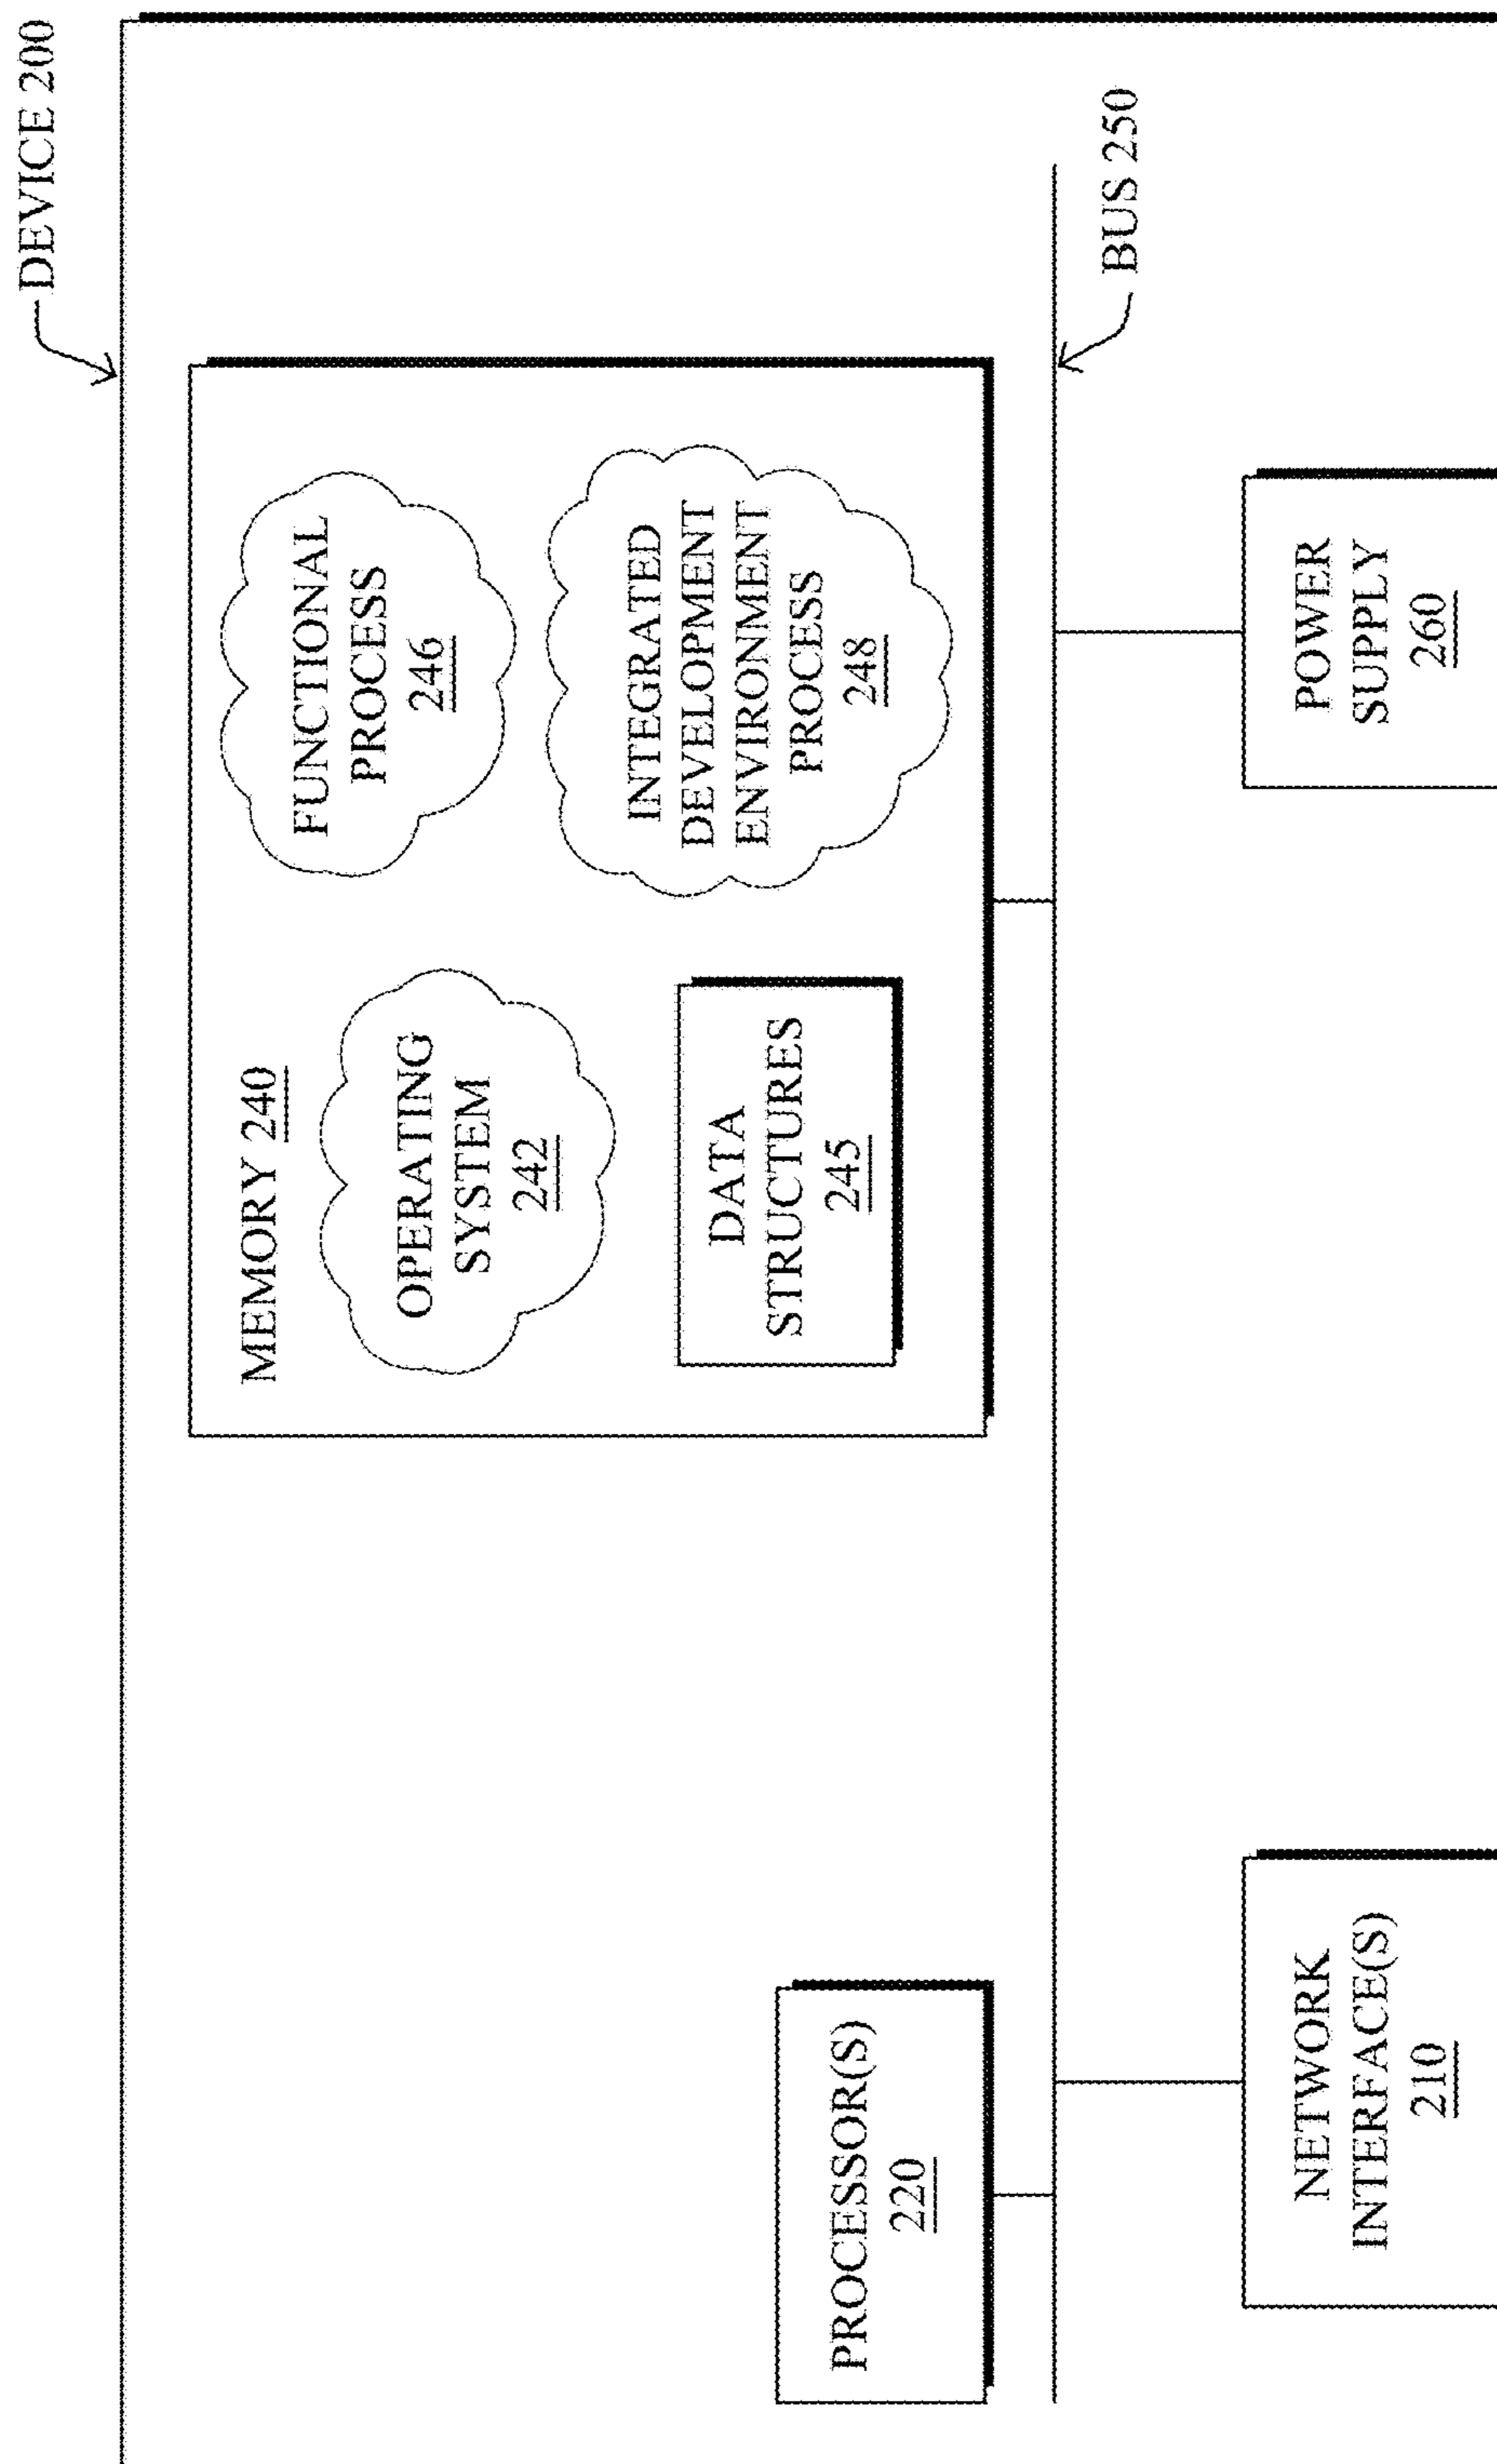 DEVICE 200
MEMORY 240
OPERATING
SYSTEM
242
DATA
STRUCTURES
245
FUNCTIONAL
PROCESS
246
INTEGRATED
DEVELOPMENT
ENVIRONMENT
PROCESS
248
PROCESSOR(S)
220
BUS 250
NETWORK
INTERFACE(S)
210
POWER
SUPPLY
260